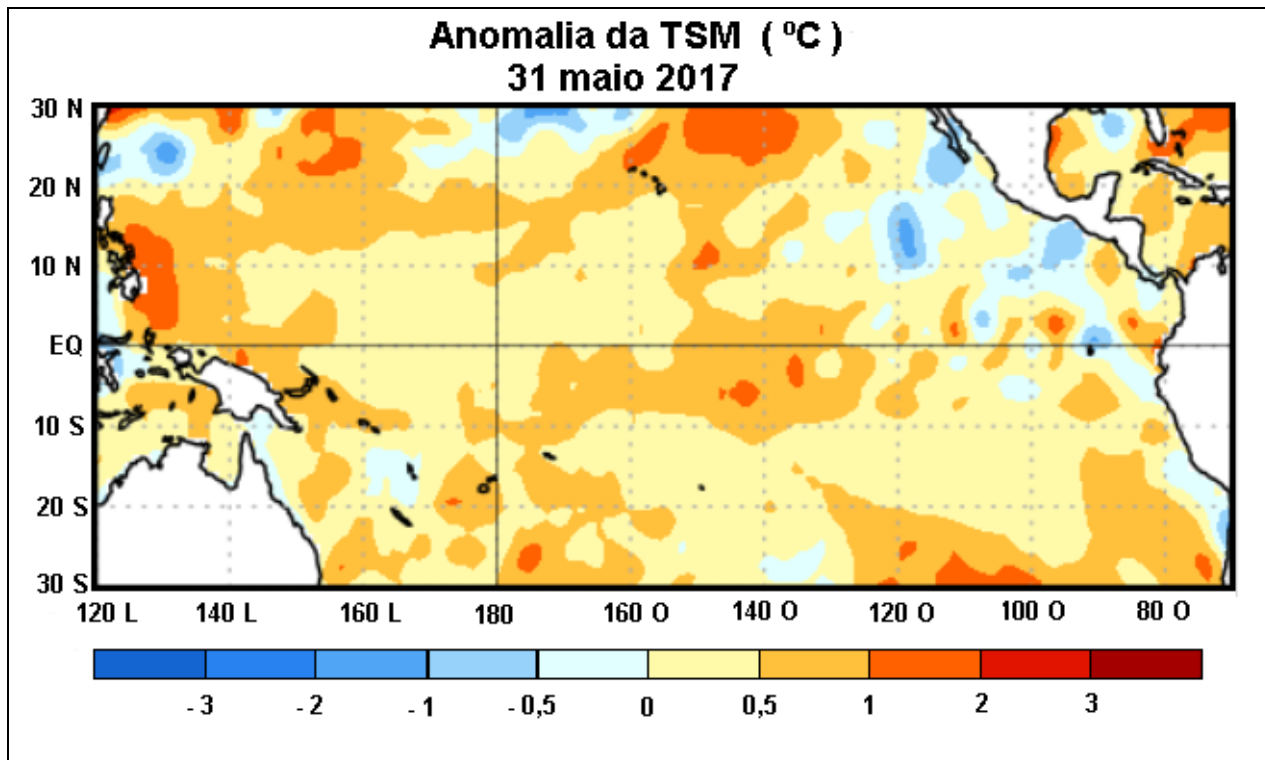 Anomalia da TSM ( ºC )
31 maio 2017
30 N
20 N
10 N
EQ
10 S
20 S
30 S
120 L 140 L 160 L 180 160 O 140 O 120 O 100 O 80 O
- 3 - 2 - 1 - 0,5 0 0,5 1 2 3